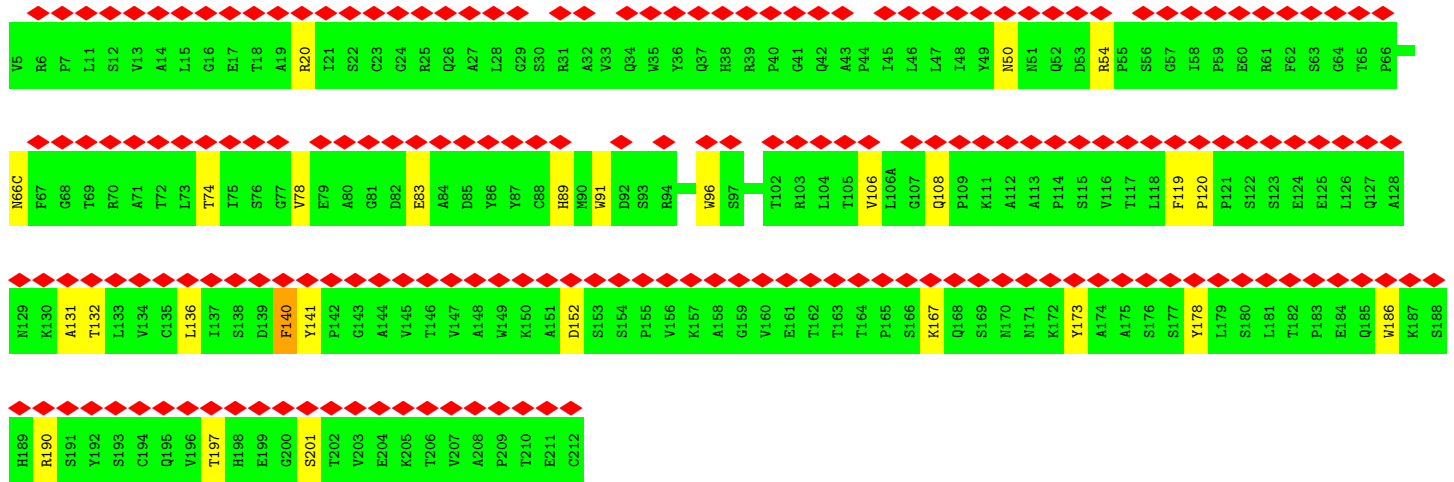 V5 R6 P7 L11 S12 V13 A14 L15 G16 E17 T18 A19 R20 I21 S22 C23 G24 R25 Q26 A27 L28 G29 S30 R31 A32 V33 Q34 W35 Y36 Q37 H38 R39 P40 G41 Q42 A43 P44 I45 L46 L47 I48 Y49 N50 N51 Q52 D53 R54 P55 S56 G57 I58 P59 E60 R61 F62 S63 G64 T65 P66
N66C F67 G68 T69 R70 A71 T72 L73 T74 I75 S76 G77 V78 E79 A80 G81 D82 E83 A84 D85 Y86 Y87 C88 H89 M90 W91 D92 S93 R94 W96 S97 T102 R103 L104 T105 V106 L106A G107 Q108 P109 K111 A112 A113 P114 S115 V116 T117 L118 F119 P120 P121 S122 S123 E124 E125 L126 Q127 A128
N129 K130 A131 T132 L133 V134 C135 L136 I137 S138 D139 F140 Y141 P142 G143 A144 V145 T146 V147 A148 W149 K150 A151 D152 S153 S154 P155 V156 K157 A158 G159 V160 E161 T162 T163 T164 P165 S166 K167 Q168 S169 N170 N171 K172 Y173 A174 A175 S176 S177 Y178 L179 S180 L181 T182 P183 E184 Q185 W186 K187 S188
H189 R190 S191 Y192 S193 C194 Q195 V196 T197 H198 E199 G200 S201 T202 V203 E204 K205 T206 V207 A208 P209 T210 E211 C212